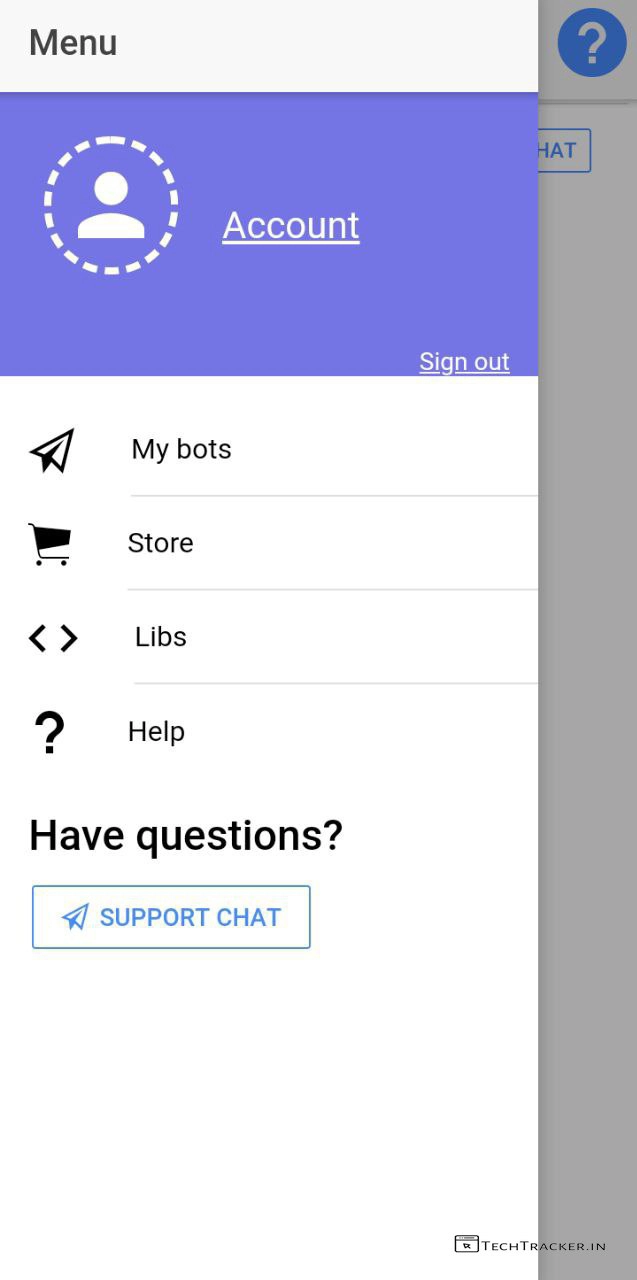 Menu
?
HAT
Account
Sign out
My bots
Store
Libs
? Help
Have questions?
SUPPORT CHAT
TECHTRACKER.IN